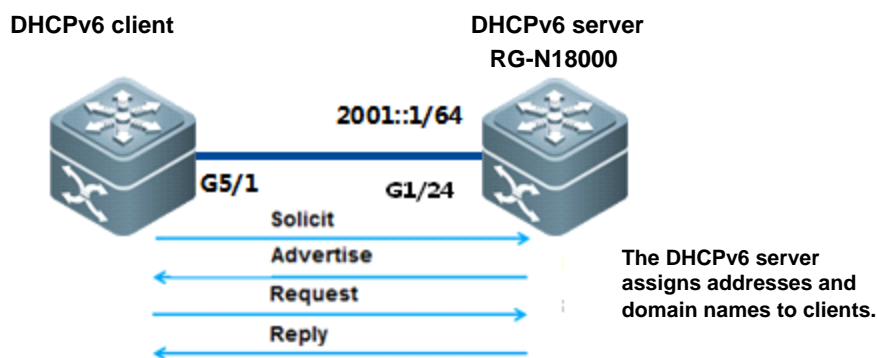 DHCPv6 client
DHCPv6 server
RG-N18000
2001::1/64
G5/1
G1/24
Solicit
Advertise
Request
Reply
The DHCPv6 server
assigns addresses and
domain names to clients.